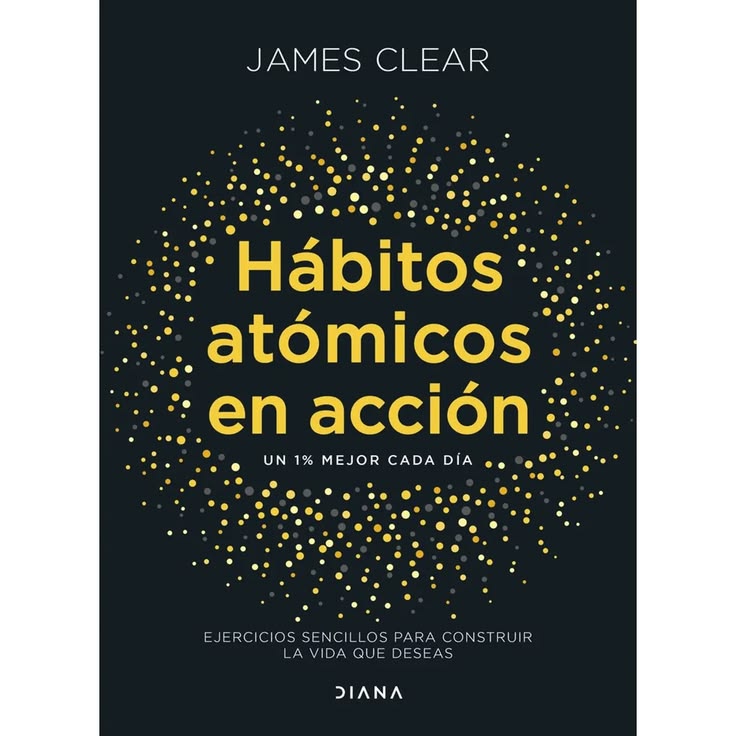 JAMES CLEAR
Hábitos
atómicos
en acción
UN 1% MEJOR CADA DÍA
EJERCICIOS SENCILLOS PARA CONSTRUIR
LA VIDA QUE DESEAS
DIANA